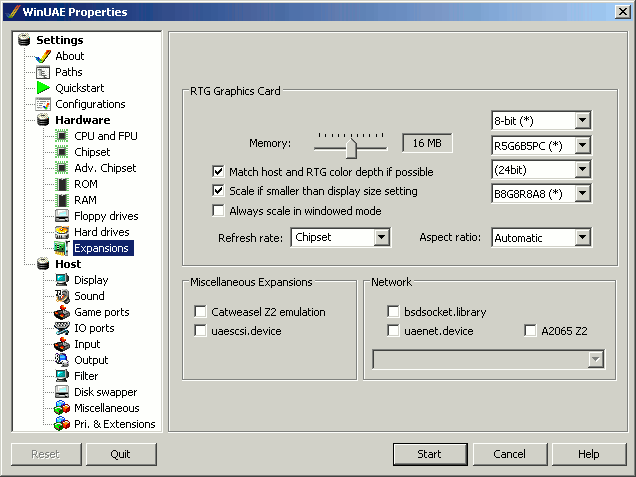 WinUAE Properties
Settings
About
Paths
Quickstart
Configurations
Hardware
CPU and FPU
Chipset
Adv. Chipset
ROM
RAM
Floppy drives
Hard drives
Expansions
Host
Display
Sound
Game ports
IO ports
Input
Output
Filter
Disk swapper
Miscellaneous
Pri. & Extensions
RTG Graphics Card
Memory: 16 MB
8-bit (*)
R5G6B5PC (*)
(24bit)
B8G8R8A8 (*)
Match host and RTG color depth if possible
Scale if smaller than display size setting
Always scale in windowed mode
Refresh rate: Chipset Aspect ratio: Automatic
Miscellaneous Expansions
Catweasel Z2 emulation
uaescsi.device
Network
bsdsocket.library
uaenet.device A2065 Z2
Reset Quit Start Cancel Help